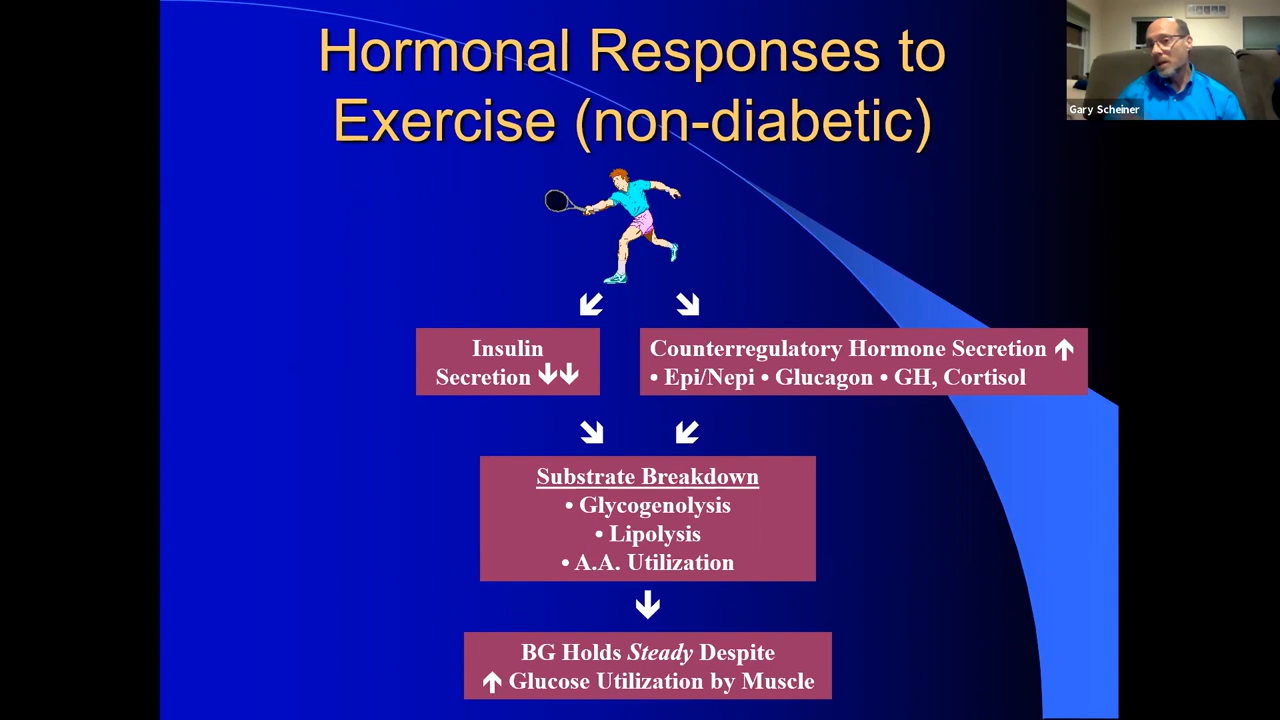 Hormonal Responses to
Exercise (non-diabetic)
Gary Scheiner
Insulin
Secretion ↓↓
Counterregulatory Hormone Secretion ↑
• Epi/Nepi • Glucagon • GH, Cortisol
Substrate Breakdown
• Glycogenolysis
• Lipolysis
• A.A. Utilization
BG Holds Steady Despite
↑ Glucose Utilization by Muscle